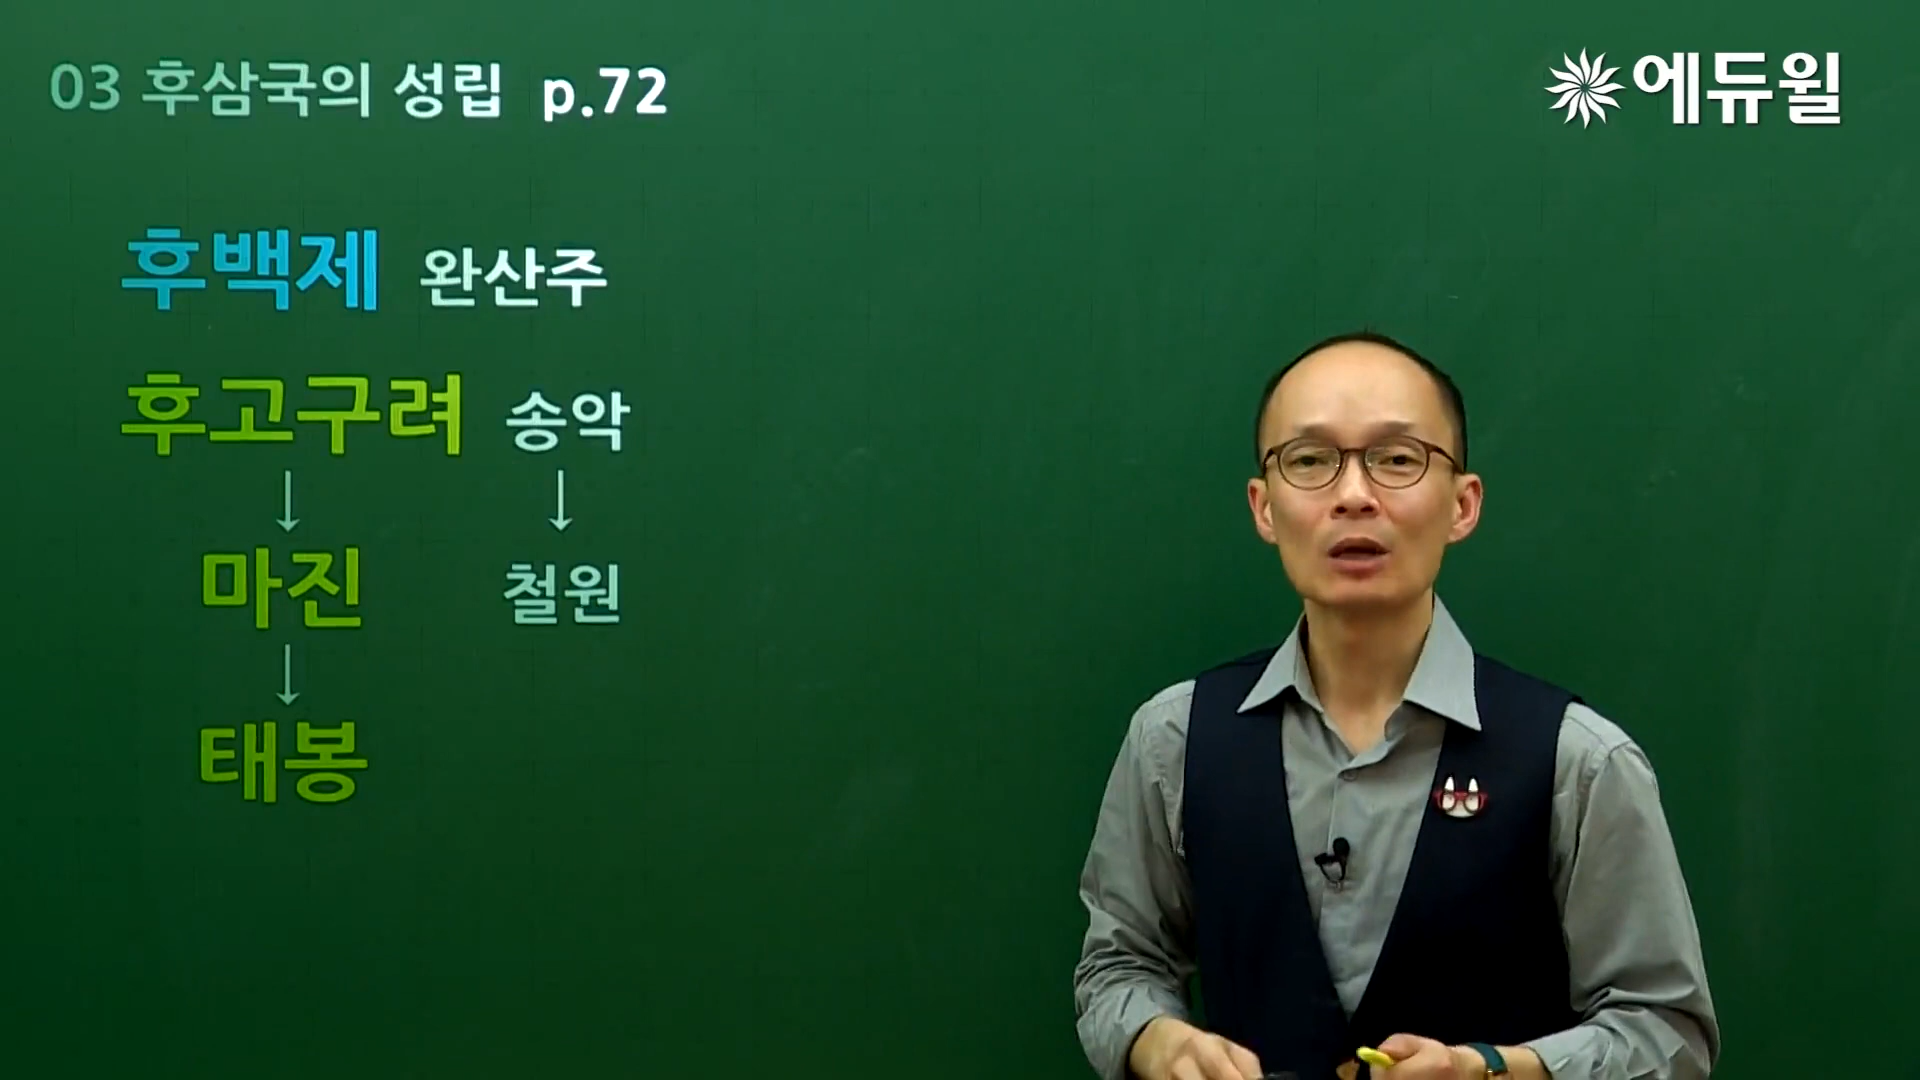 03 후삼국의 성립 p.72
에듀윌
후백제 완산주
후고구려 송악
↓ ↓
마진 철원
↓
태봉